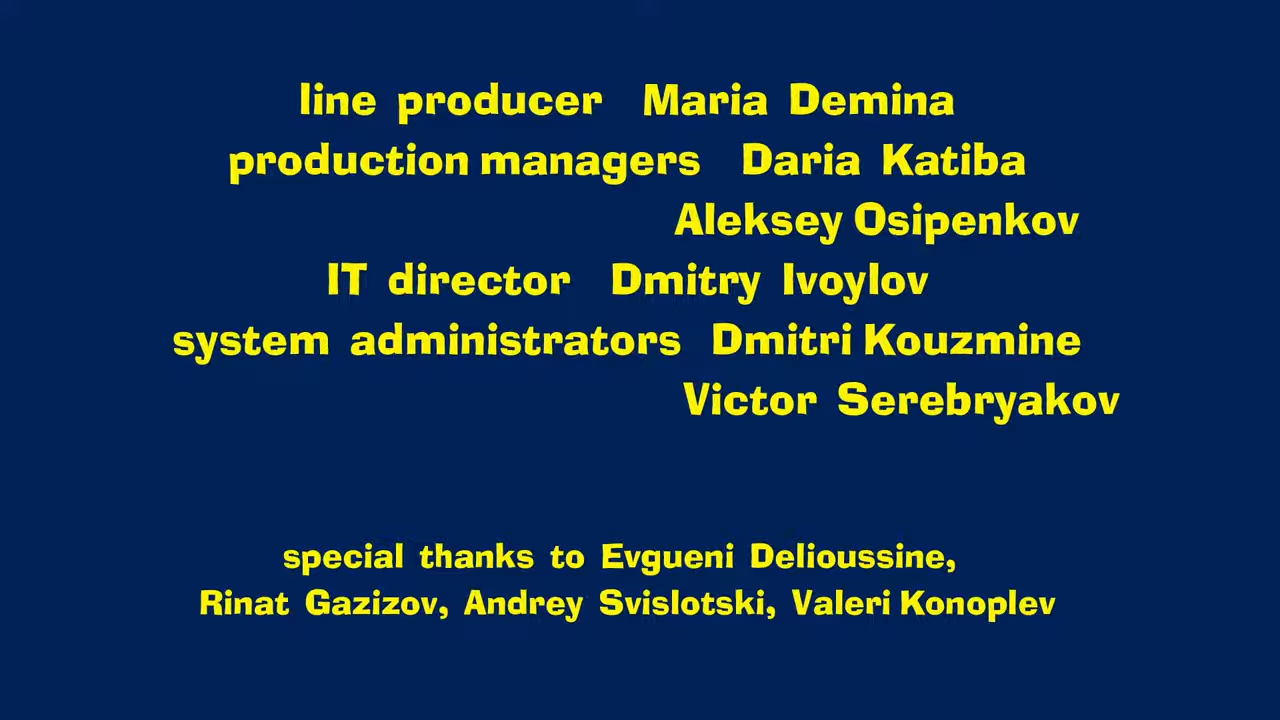 line producer Maria Demina
production managers Daria Katiba
Aleksey Osipenkov
IT director Dmitry Ivoylov
system administrators Dmitri Kouzmine
Victor Serebryakov
special thanks to Evgueni Delioussine,
Rinat Gazizov, Andrey Svislotski, Valeri Konoplev